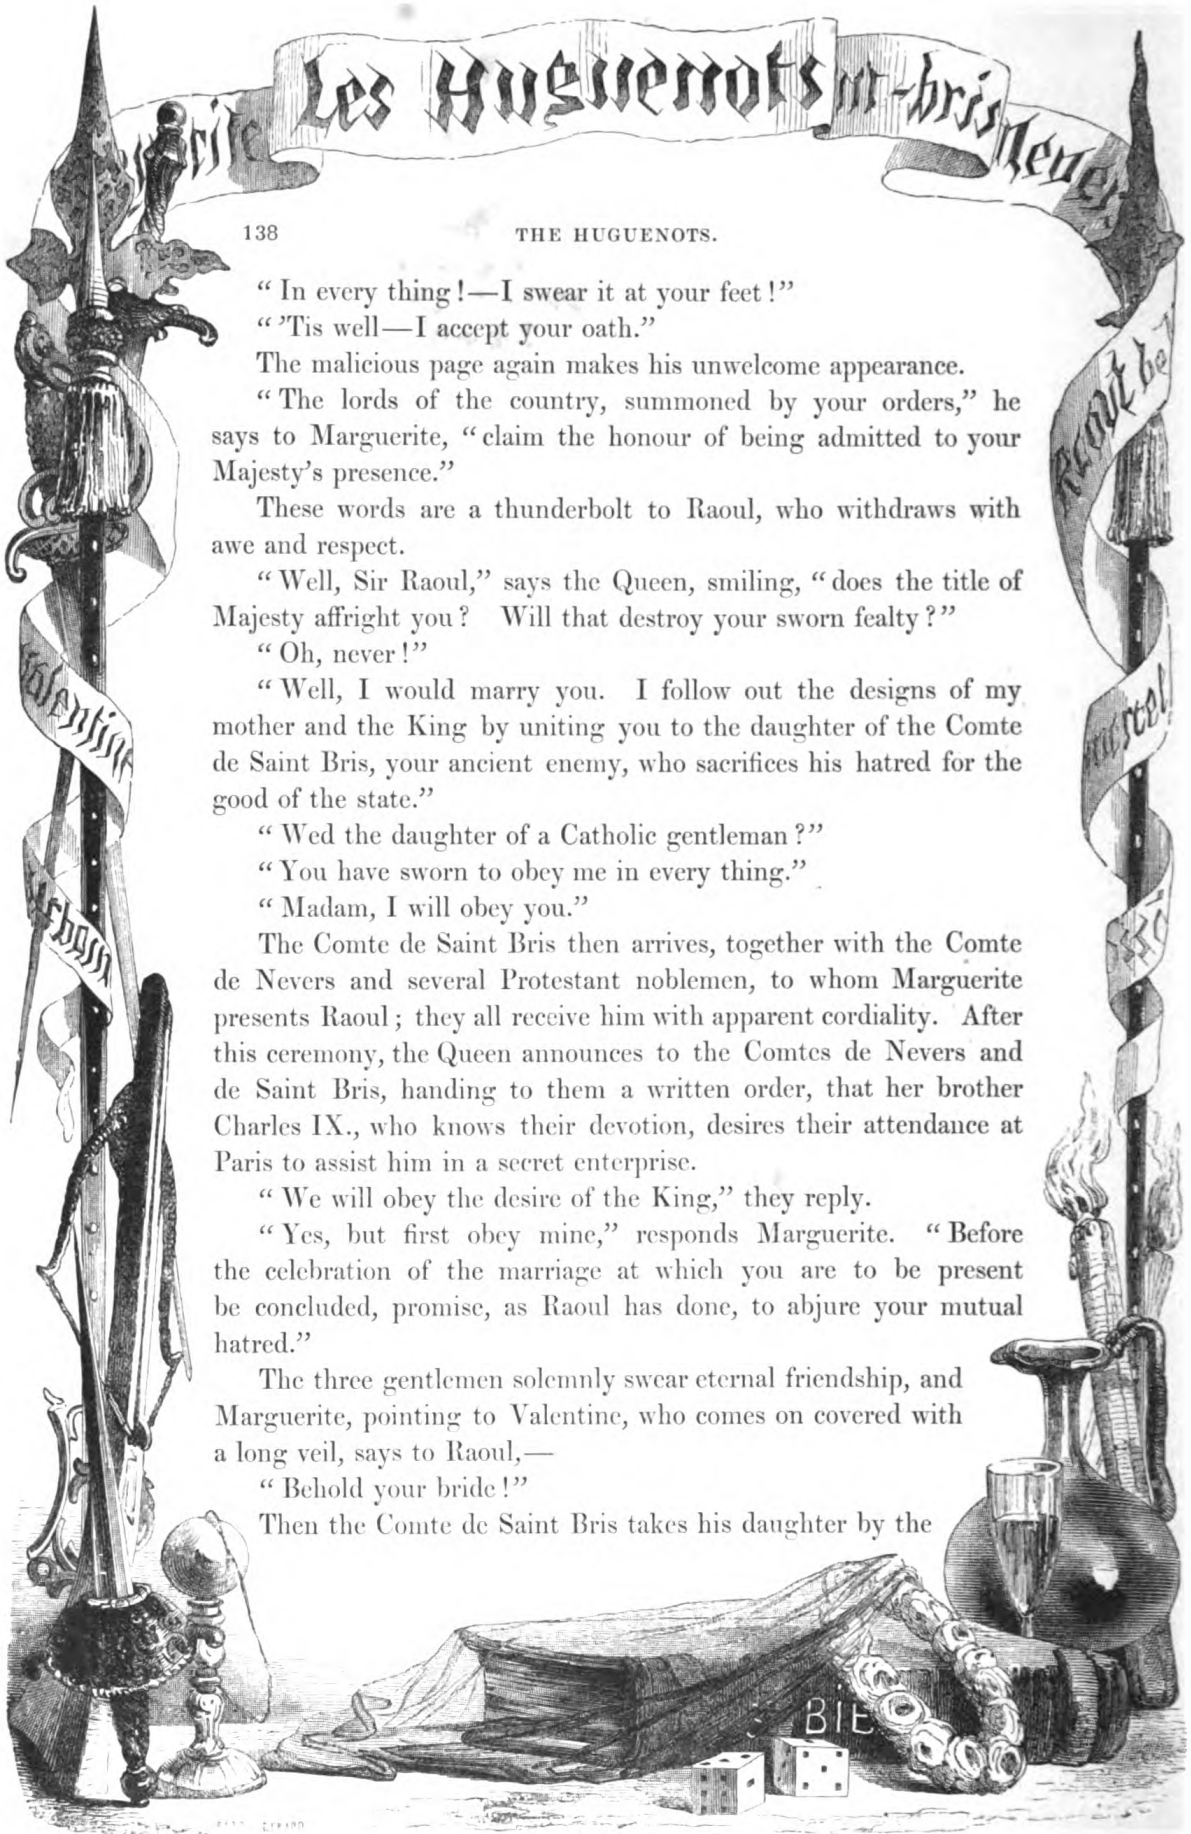 Les Huguenots
nt-bris
Never
Raoul be
marcel
Valentine
Urbain
138 THE HUGUENOTS.
“ In every thing !—I swear it at your feet !”
“ ’Tis well—I accept your oath.”
The malicious page again makes his unwelcome appearance.
“ The lords of the country, summoned by your orders,” he
says to Marguerite, “ claim the honour of being admitted to your
Majesty’s presence.”
These words are a thunderbolt to Raoul, who withdraws with
awe and respect.
“ Well, Sir Raoul,” says the Queen, smiling, “ does the title of
Majesty affright you ? Will that destroy your sworn fealty ?”
“ Oh, never !”
“ Well, I would marry you. I follow out the designs of my
mother and the King by uniting you to the daughter of the Comte
de Saint Bris, your ancient enemy, who sacrifices his hatred for the
good of the state.”
“ Wed the daughter of a Catholic gentleman ?”
“ You have sworn to obey me in every thing.”
“ Madam, I will obey you.”
The Comte de Saint Bris then arrives, together with the Comte
de Nevers and several Protestant noblemen, to whom Marguerite
presents Raoul ; they all receive him with apparent cordiality. After
this ceremony, the Queen announces to the Comtes de Nevers and
de Saint Bris, handing to them a written order, that her brother
Charles IX., who knows their devotion, desires their attendance at
Paris to assist him in a secret enterprise.
“ We will obey the desire of the King,” they reply.
“ Yes, but first obey mine,” responds Marguerite. “ Before
the celebration of the marriage at which you are to be present
be concluded, promise, as Raoul has done, to abjure your mutual
hatred.”
The three gentlemen solemnly swear eternal friendship, and
Marguerite, pointing to Valentine, who comes on covered with
a long veil, says to Raoul,—
“ Behold your bride !”
Then the Comte de Saint Bris takes his daughter by the
BIB